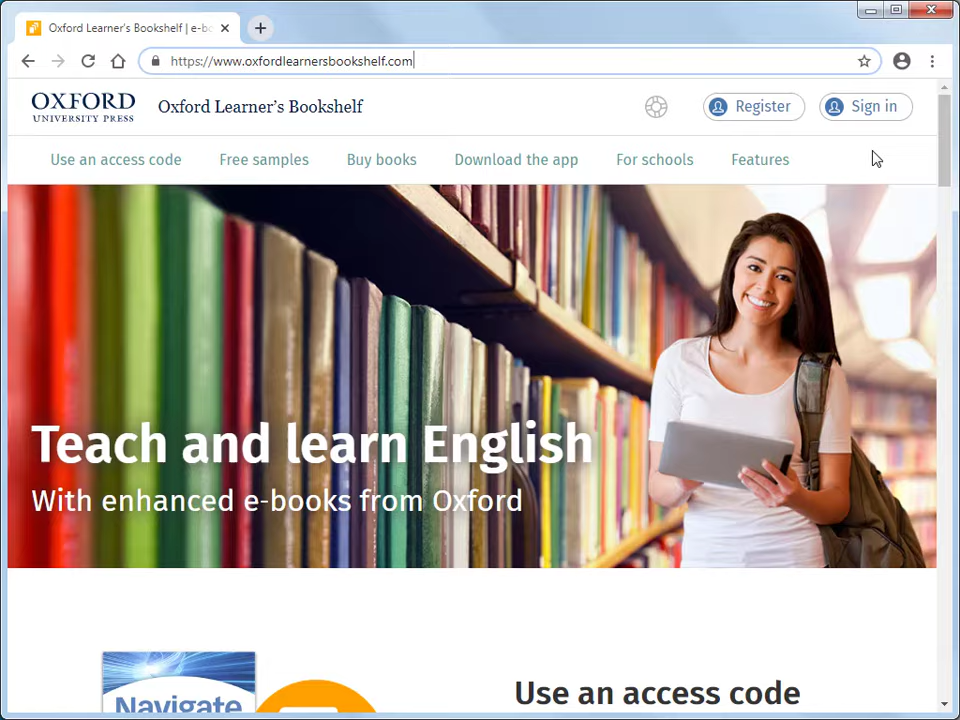 Oxford Learner's Bookshelf | e-bo
https://www.oxfordlearnersbookshelf.com
OXFORD
UNIVERSITY PRESS
Oxford Learner's Bookshelf
Register
Sign in
Use an access code
Free samples
Buy books
Download the app
For schools
Features
Teach and learn English
With enhanced e-books from Oxford
Navigate
Use an access code